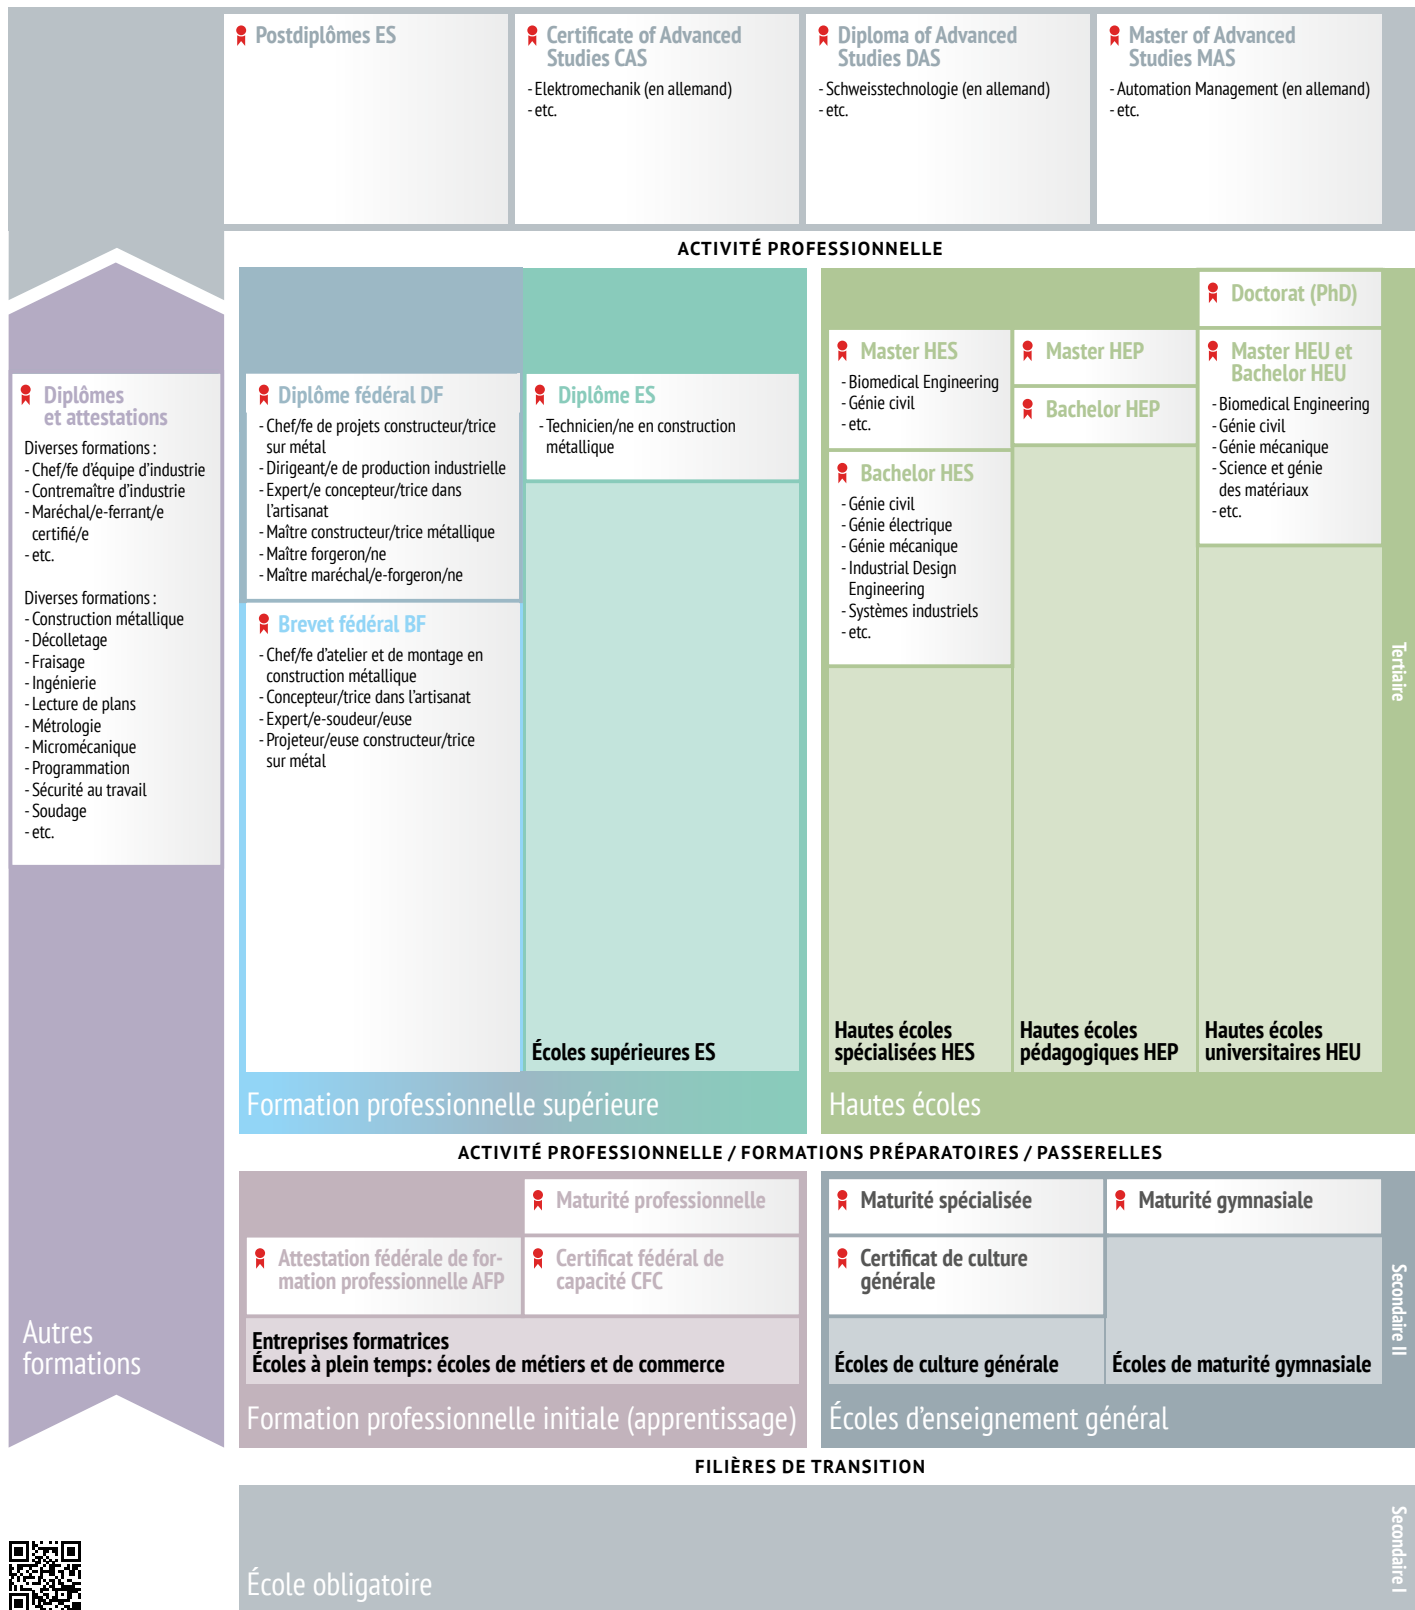 Postdiplômes ES
Certificate of Advanced
Studies CAS
- Elektromechanik (en allemand)
- etc.
Diploma of Advanced
Studies DAS
- Schweisstechnologie (en allemand)
- etc.
Master of Advanced
Studies MAS
- Automation Management (en allemand)
- etc.
ACTIVITÉ PROFESSIONNELLE
Diplômes
et attestations
Diverses formations :
- Chef/fe d'équipe d'industrie
- Contremaître d'industrie
- Maréchal/e-ferrant/e
certifié/e
- etc.
Diverses formations :
- Construction métallique
- Décolletage
- Fraisage
- Ingénierie
- Lecture de plans
- Métrologie
- Micromécanique
- Programmation
- Sécurité au travail
- Soudage
- etc.
Autres
formations
Diplôme fédéral DF
- Chef/fe de projets constructeur/trice
sur métal
- Dirigeant/e de production industrielle
- Expert/e concepteur/trice dans
l'artisanat
- Maître constructeur/trice métallique
- Maître forgeron/ne
- Maître maréchal/e-forgeron/ne
Brevet fédéral BF
- Chef/fe d'atelier et de montage en
construction métallique
- Concepteur/trice dans l'artisanat
- Expert/e-soudeur/euse
- Projeteur/euse constructeur/trice
sur métal
Diplôme ES
- Technicien/ne en construction
métallique
Écoles supérieures ES
Formation professionnelle supérieure
Master HES
- Biomedical Engineering
- Génie civil
- etc.
Bachelor HES
- Génie civil
- Génie électrique
- Génie mécanique
- Industrial Design
Engineering
- Systèmes industriels
- etc.
Hautes écoles
spécialisées HES
Master HEP
Bachelor HEP
Hautes écoles
pédagogiques HEP
Doctorat (PhD)
Master HEU et
Bachelor HEU
- Biomedical Engineering
- Génie civil
- Génie mécanique
- Science et génie
des matériaux
- etc.
Hautes écoles
universitaires HEU
Hautes écoles
Tertiaire
ACTIVITÉ PROFESSIONNELLE / FORMATIONS PRÉPARATOIRES / PASSERELLES
Maturité professionnelle
Attestation fédérale de for-
mation professionnelle AFP
Certificat fédéral de
capacité CFC
Entreprises formatrices
Écoles à plein temps: écoles de métiers et de commerce
Formation professionnelle initiale (apprentissage)
Maturité spécialisée
Certificat de culture
générale
Écoles de culture générale
Maturité gymnasiale
Écoles de maturité gymnasiale
Écoles d'enseignement général
Secondaire II
FILIÈRES DE TRANSITION
École obligatoire
Secondaire I